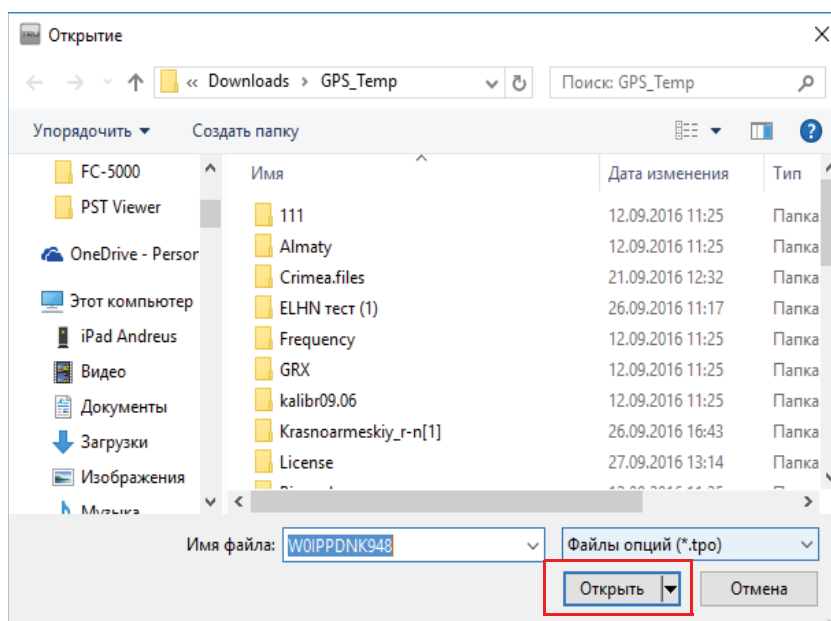 Открытие
« Downloads › GPS_Temp
Поиск: GPS_Temp
Упорядочить
Создать папку
FC-5000
PST Viewer
OneDrive - Person
Этот компьютер
iPad Andreus
Видео
Документы
Загрузки
Изображения
Музыка
Имя Дата изменения Тип
111 12.09.2016 11:25 Папка
Almaty 12.09.2016 11:25 Папка
Crimea.files 21.09.2016 12:32 Папка
ELHN тест (1) 26.09.2016 11:17 Папка
Frequency 12.09.2016 11:25 Папка
GRX 12.09.2016 11:25 Папка
kalibr09.06 12.09.2016 11:25 Папка
Krasnoarmeskiy_r-n[1] 26.09.2016 16:43 Папка
License 27.09.2016 13:14 Папка
Имя файла: W0IPPDNK948 Файлы опций (*.tpo)
Открыть Отмена